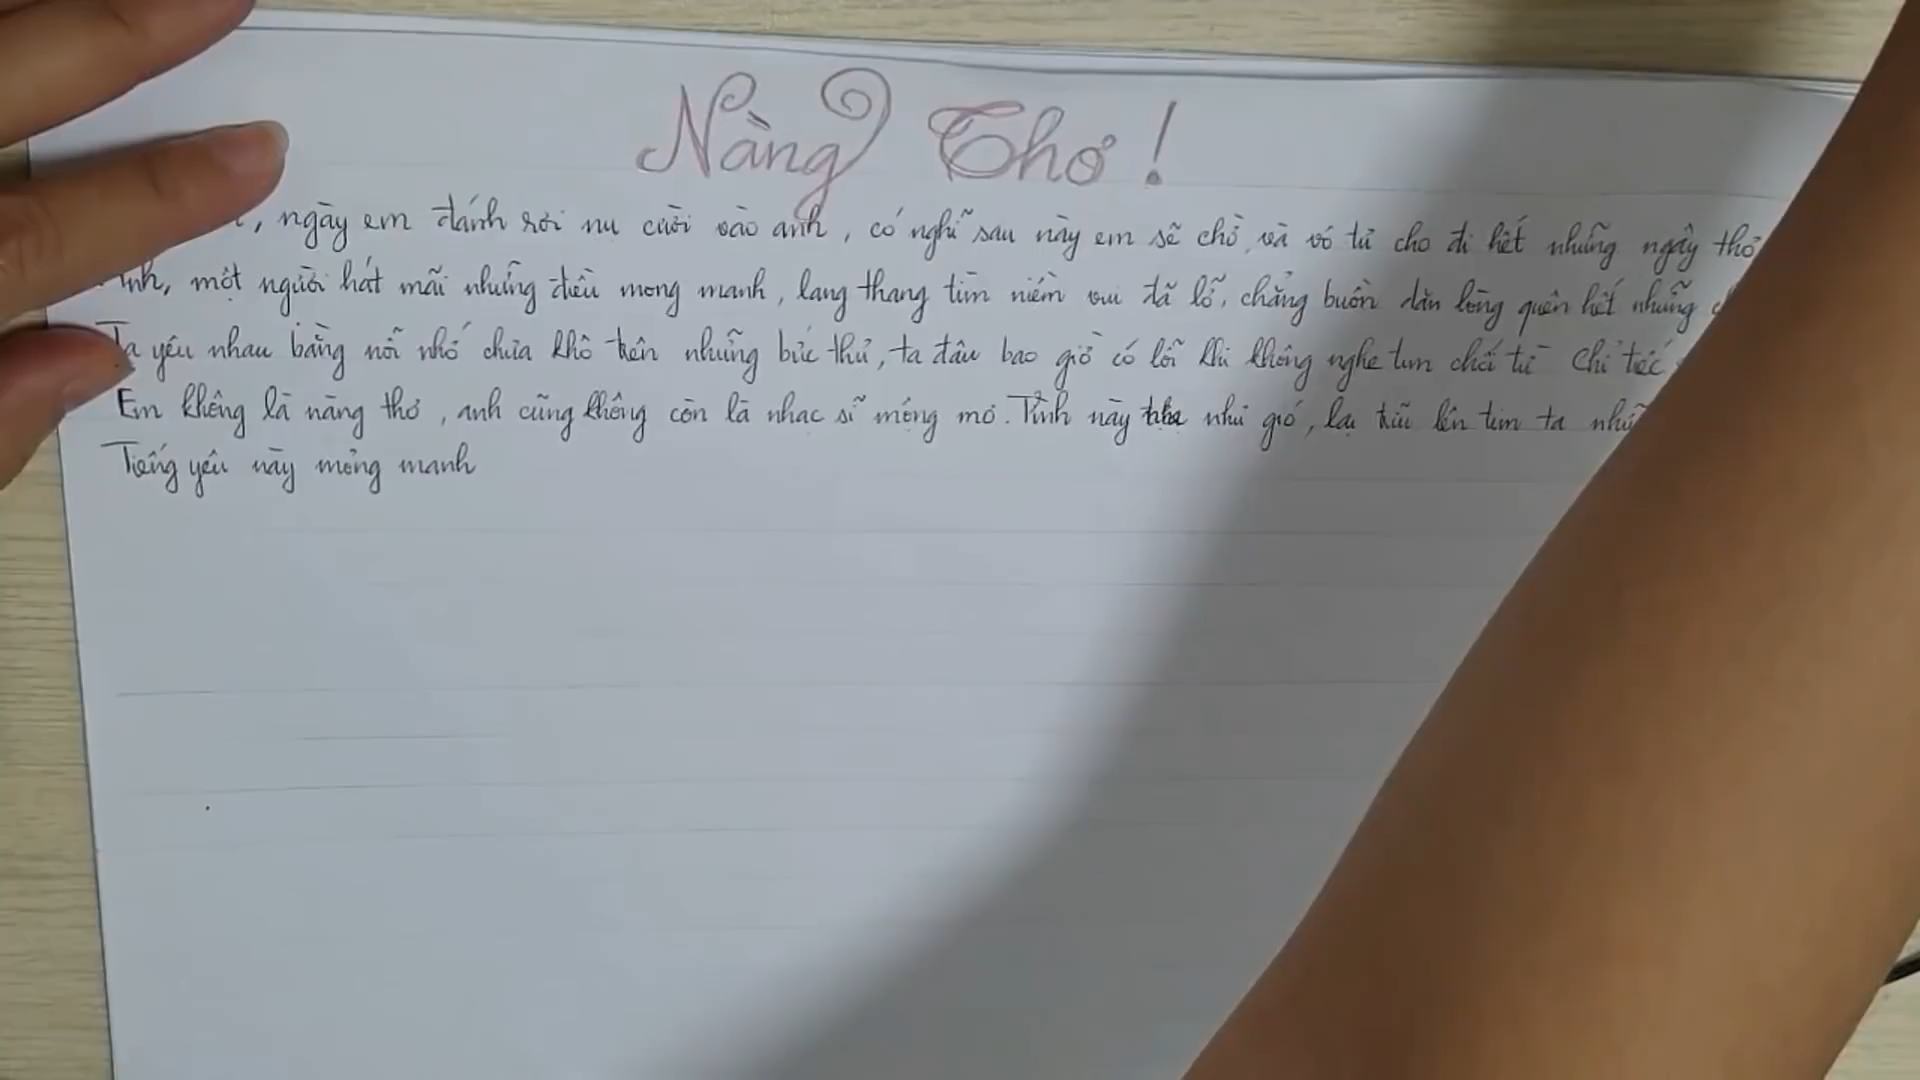 Nàng Thơ!
, ngày em đánh rơi nụ cười vào anh, có nghĩ sau này em sẽ chờ, và vô tư cho đi hết những ngày thơ
một người hát mãi những điều mong manh, lang thang tìm niềm vui đã lỡ, chẳng buồn dặn lòng quên hết những
Ta yêu nhau bằng nỗi nhớ chưa khô trên những bức thư, ta đâu bao giờ có lỗi khi không nghe tim chối từ Chỉ tiếc
Em không là nàng thơ, anh cũng không còn là nhạc sĩ mộng mơ. Tình này như gió, lại trĩu lên tim ta
Tiếng yêu này mỏng manh